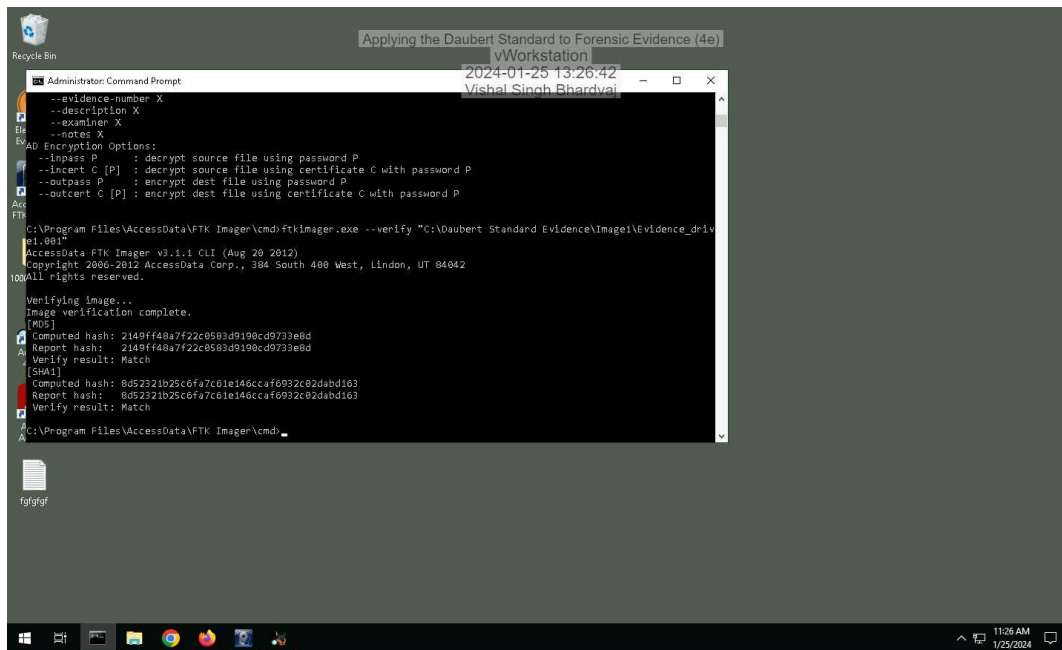 Recycle Bin
Applying the Daubert Standard to Forensic Evidence (4e)
vWorkstation
2024-01-25 13:26:42
Vishal Singh Bhardvaj
Administrator: Command Prompt
--evidence-number X
--description X
--examiner X
--notes X
AD Encryption Options:
--inpass P : decrypt source file using password P
--incert C [P] : decrypt source file using certificate C with password P
--outpass P : encrypt dest file using password P
--outcert C [P] : encrypt dest file using certificate C with password P
C:\Program Files\AccessData\FTK Imager\cmd>ftkimager.exe --verify "C:\Daubert Standard Evidence\Image1\Evidence_driv
e1.001"
AccessData FTK Imager v3.1.1 CLI (Aug 20 2012)
Copyright 2006-2012 AccessData Corp., 384 South 400 West, Lindon, UT 84042
All rights reserved.
Verifying image...
Image verification complete.
[MD5]
Computed hash: 2149ff48a7f22c0583d9190cd9733e8d
Report hash: 2149ff48a7f22c0583d9190cd9733e8d
Verify result: Match
[SHA1]
Computed hash: 8d52321b25c6fa7c61e146ccaf6932c02dabd163
Report hash: 8d52321b25c6fa7c61e146ccaf6932c02dabd163
Verify result: Match
C:\Program Files\AccessData\FTK Imager\cmd>
Ele
Ev
Acc
FTK
100
fgfgfgf
11:26 AM
1/25/2024